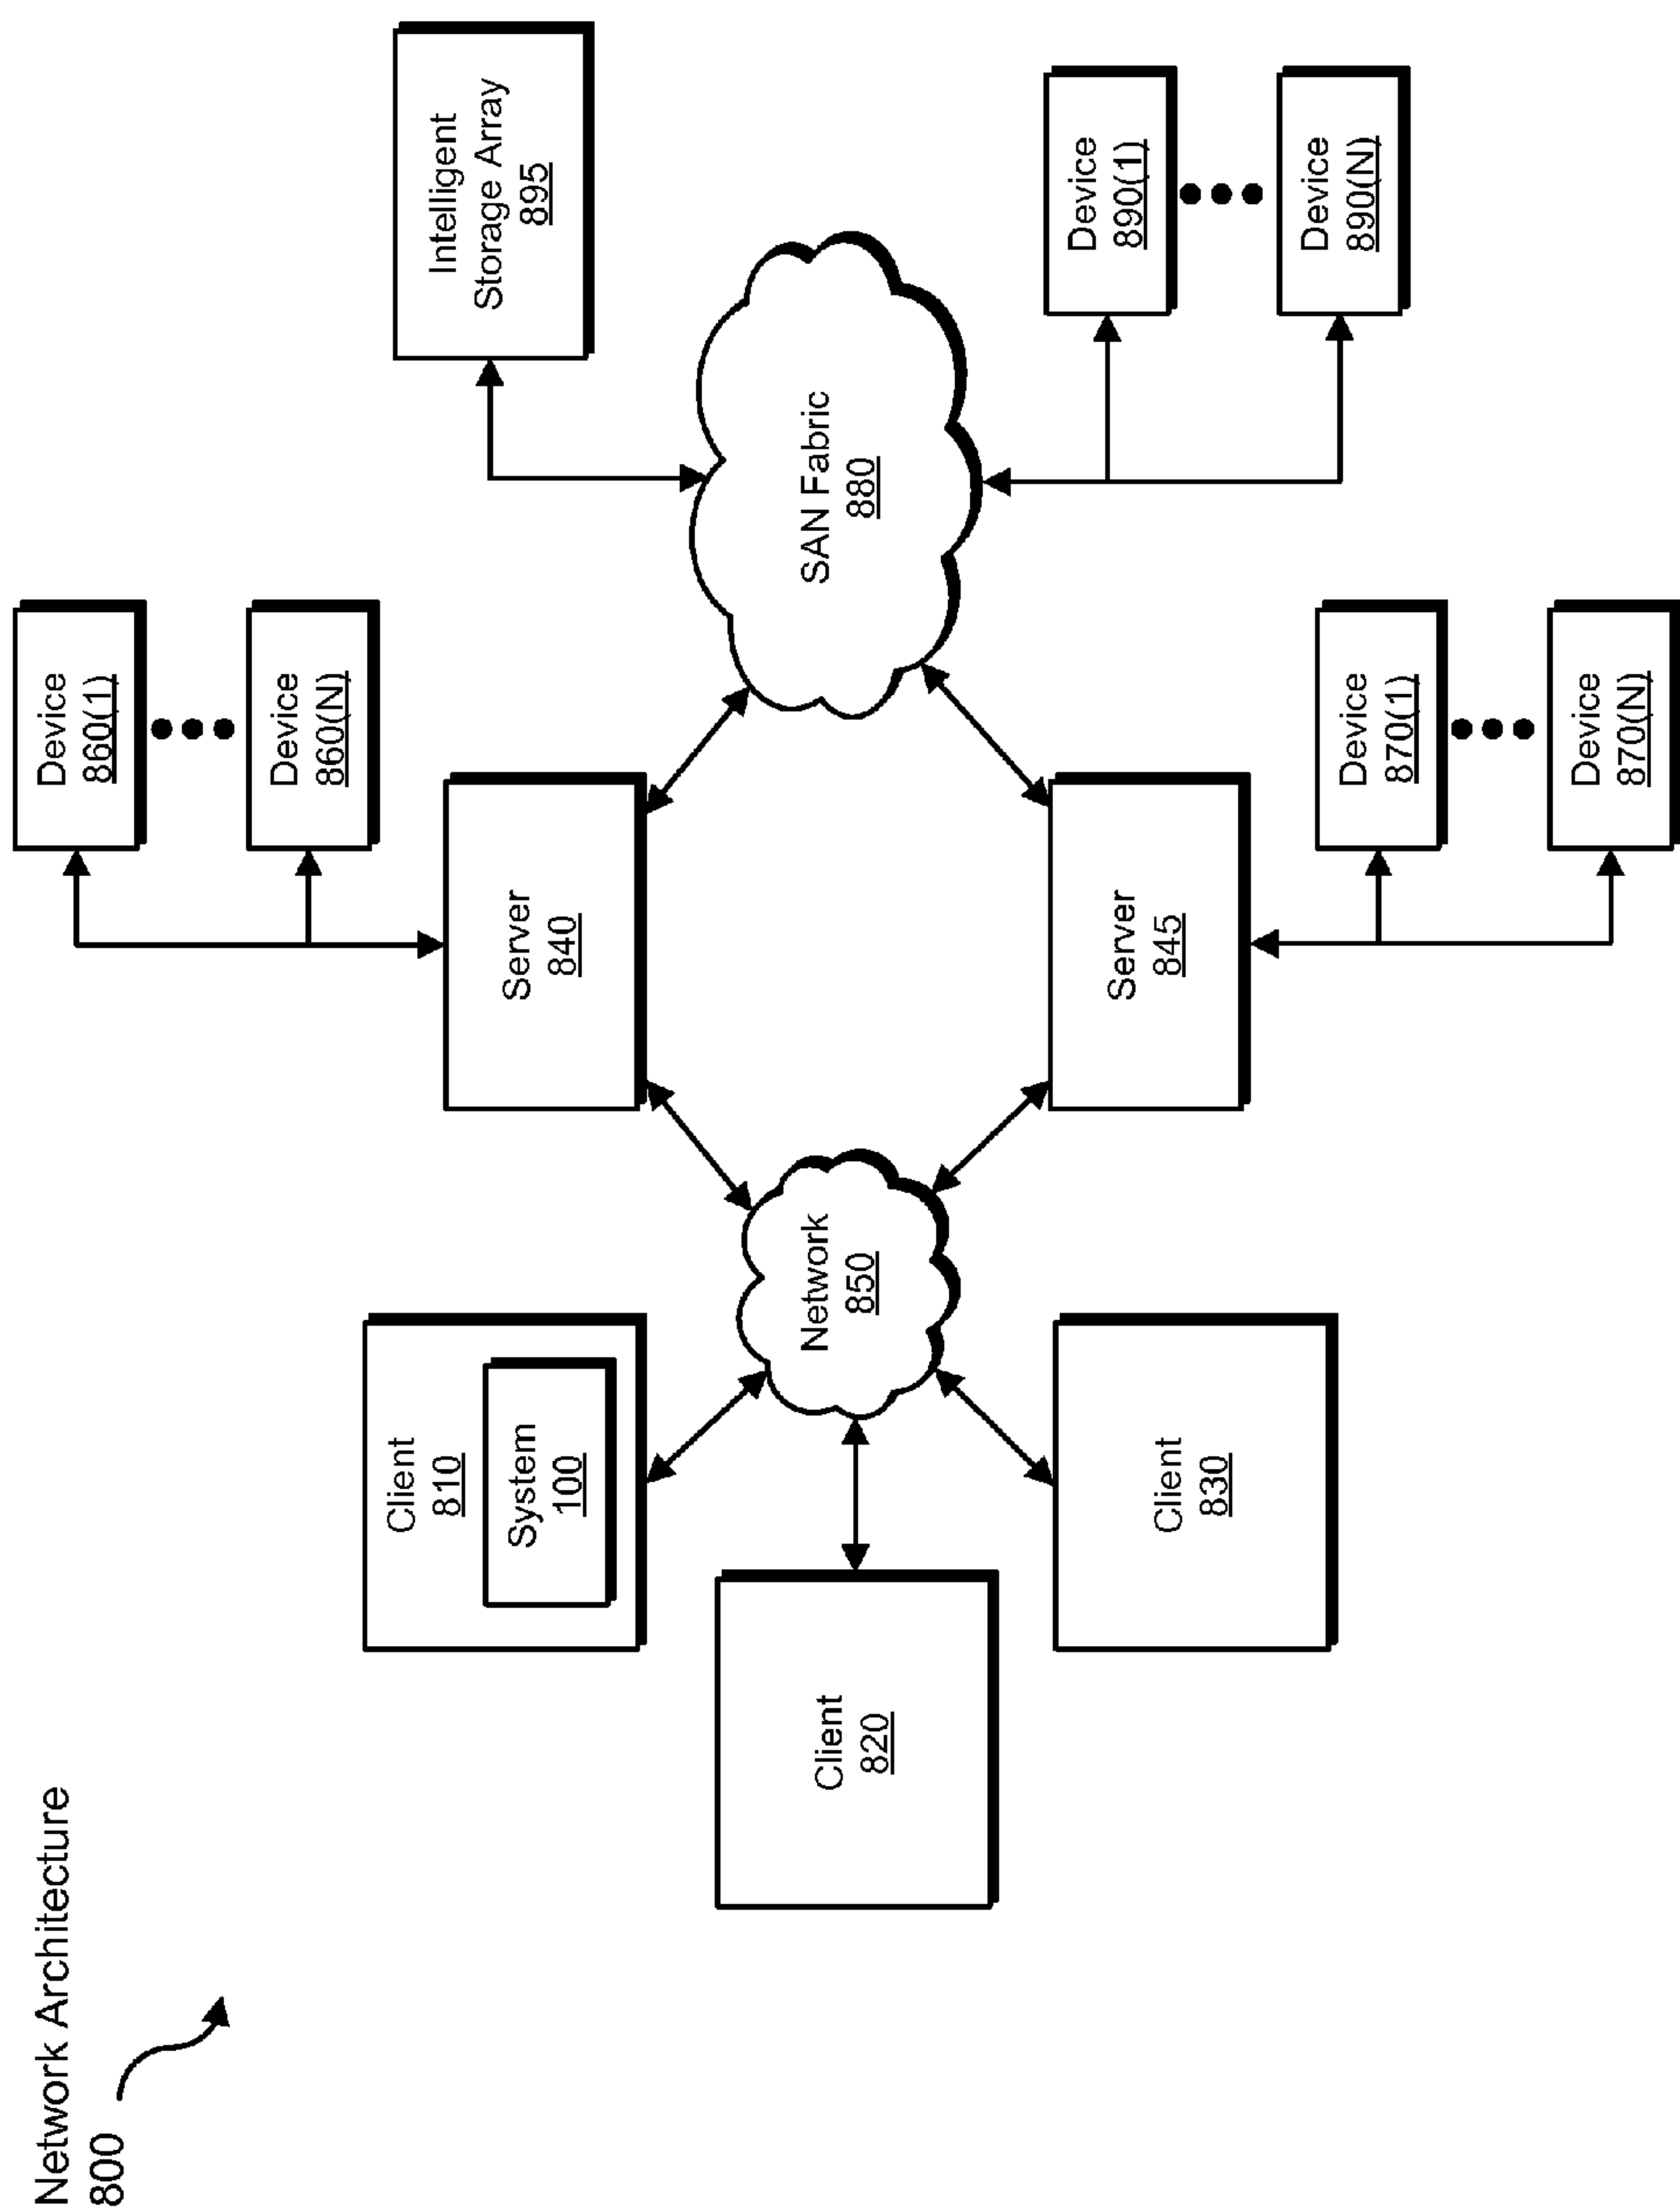 Network Architecture
800
Client
810
System
100
Client
820
Client
830
Network
850
Server
840
Server
845
Device
860(1)
Device
860(N)
Device
870(1)
Device
870(N)
SAN Fabric
880
Intelligent
Storage Array
895
Device
890(1)
Device
890(N)